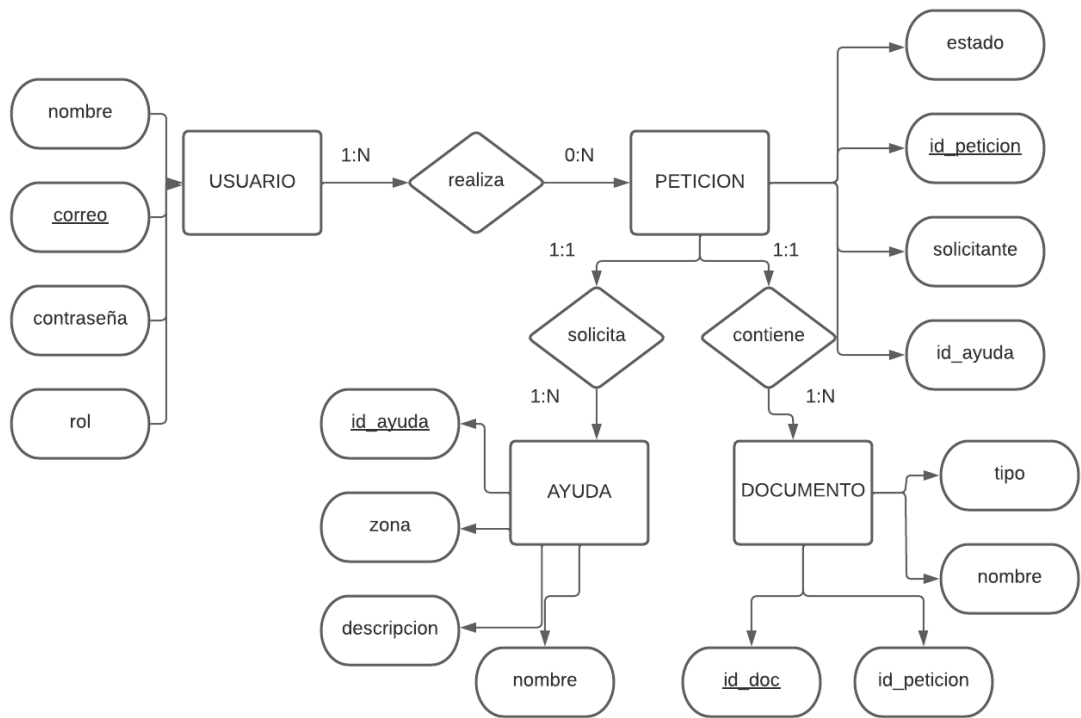 estado
nombre
1:N
0:N
id_peticion
USUARIO
realiza
PETICION
correo
solicitante
1:1
1:1
contraseña
solicita
contiene
id_ayuda
1:N
1:N
rol
id_ayuda
tipo
AYUDA
DOCUMENTO
zona
nombre
descripcion
nombre
id_doc
id_peticion